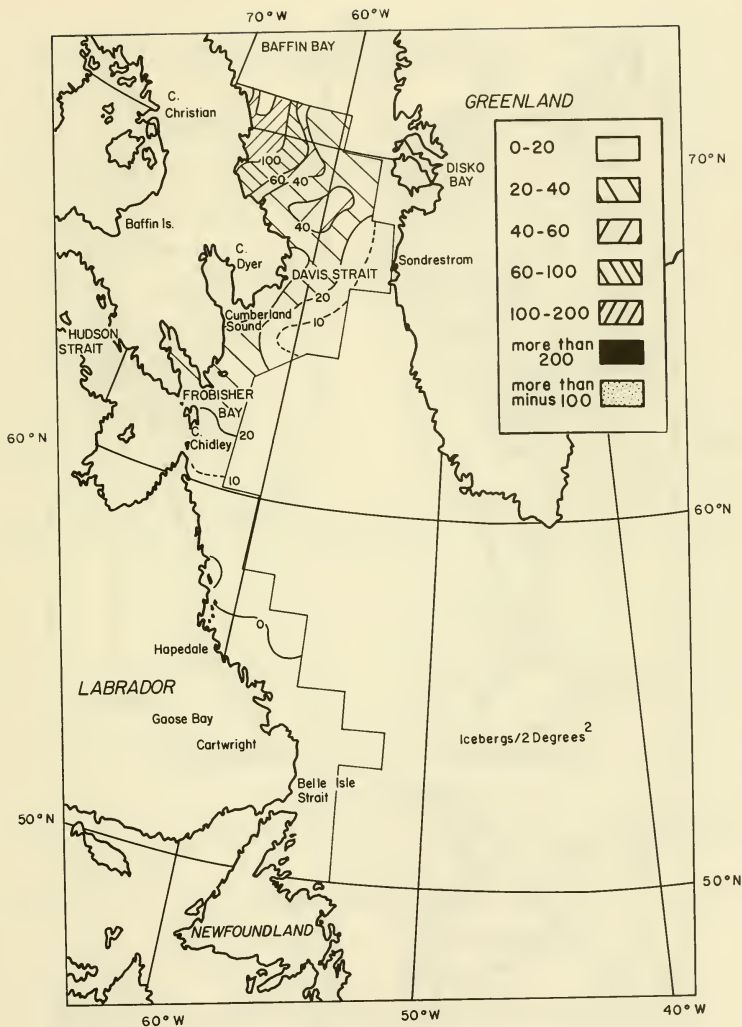 70°W
60°W
BAFFIN BAY
GREENLAND
C.
Christian
0-20
20-40
40-60
60-100
100-200
more than
200
more than
minus 100
70°N
DISKO
BAY
100
60
40
Baffin Is.
40
C.
Dyer
Sondrestrom
DAVIS STRAIT
20
10
Cumberland
Sound
HUDSON
STRAIT
FROBISHER
BAY
20
C.
Chidley
60°N
10
60°N
0
Hapedale
LABRADOR
Gaose Bay
Cartwright
Icebergs/2 Degrees²
Belle Isle
Strait
50°N
50°N
NEWFOUNDLAND
60°W
50°W
40°W